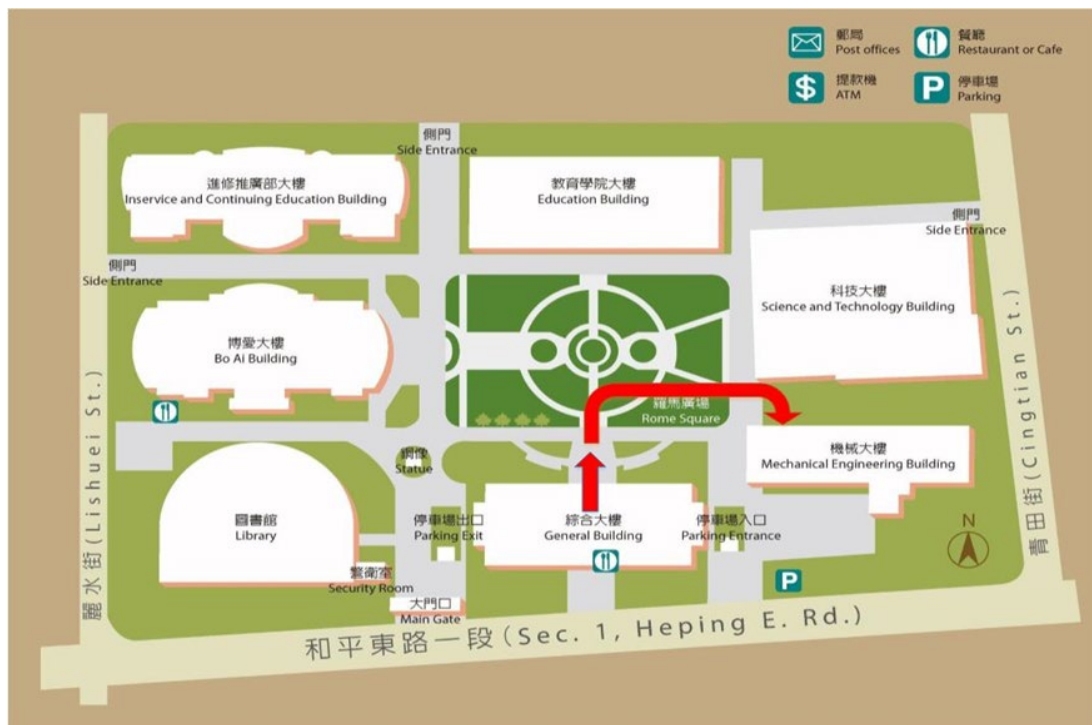 郵局
Post offices
餐廳
Restaurant or Cafe
提款機
ATM
$
停車場
Parking
P
側門
Side Entrance
進修推廣部大樓
Inservice and Continuing Education Building
教育學院大樓
Education Building
側門
Side Entrance
側門
Side Entrance
科技大樓
Science and Technology Building
博愛大樓
Bo Ai Building
羅馬廣場
Rome Square
機械大樓
Mechanical Engineering Building
銅像
Statue
圖書館
Library
停車場出口
Parking Exit
綜合大樓
General Building
停車場入口
Parking Entrance
N
警衛室
Security Room
P
大門口
Main Gate
和平東路一段(Sec. 1, Heping E. Rd.)
麗水街(Lishuei St.)
青田街(Cingtian St.)